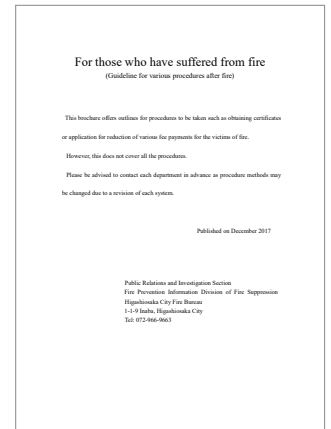 For those who have suffered from fire
(Guideline for various procedures after fire)
This brochure offers outlines for procedures to be taken such as obtaining certificates
or application for reduction of various fee payments for the victims of fire.
However, this does not cover all the procedures.
Please be advised to contact each department in advance as procedure methods may
be changed due to a revision of each system.
Published on December 2017
Public Relations and Investigation Section
Fire Prevention Information Division of Fire Suppression
Higashiosaka City Fire Bureau
1-1-9 Inaba, Higashiosaka City
Tel: 072-966-9663